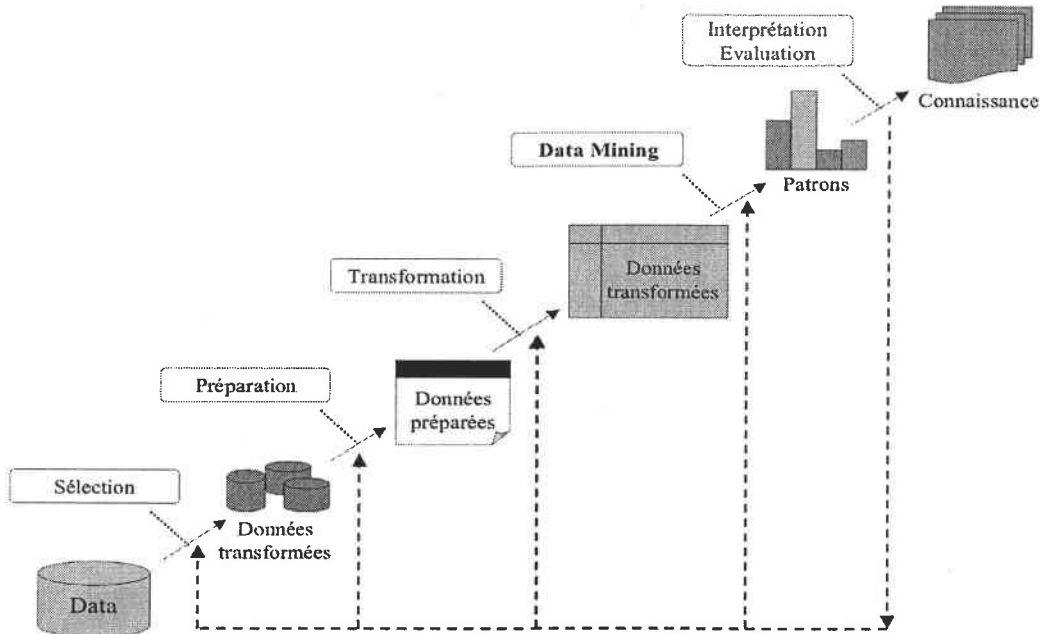 Interprétation
Evaluation
Connaissance
Data Mining
Patrons
Transformation
Données
transformées
Préparation
Données
préparées
Sélection
Données
transformées
Data